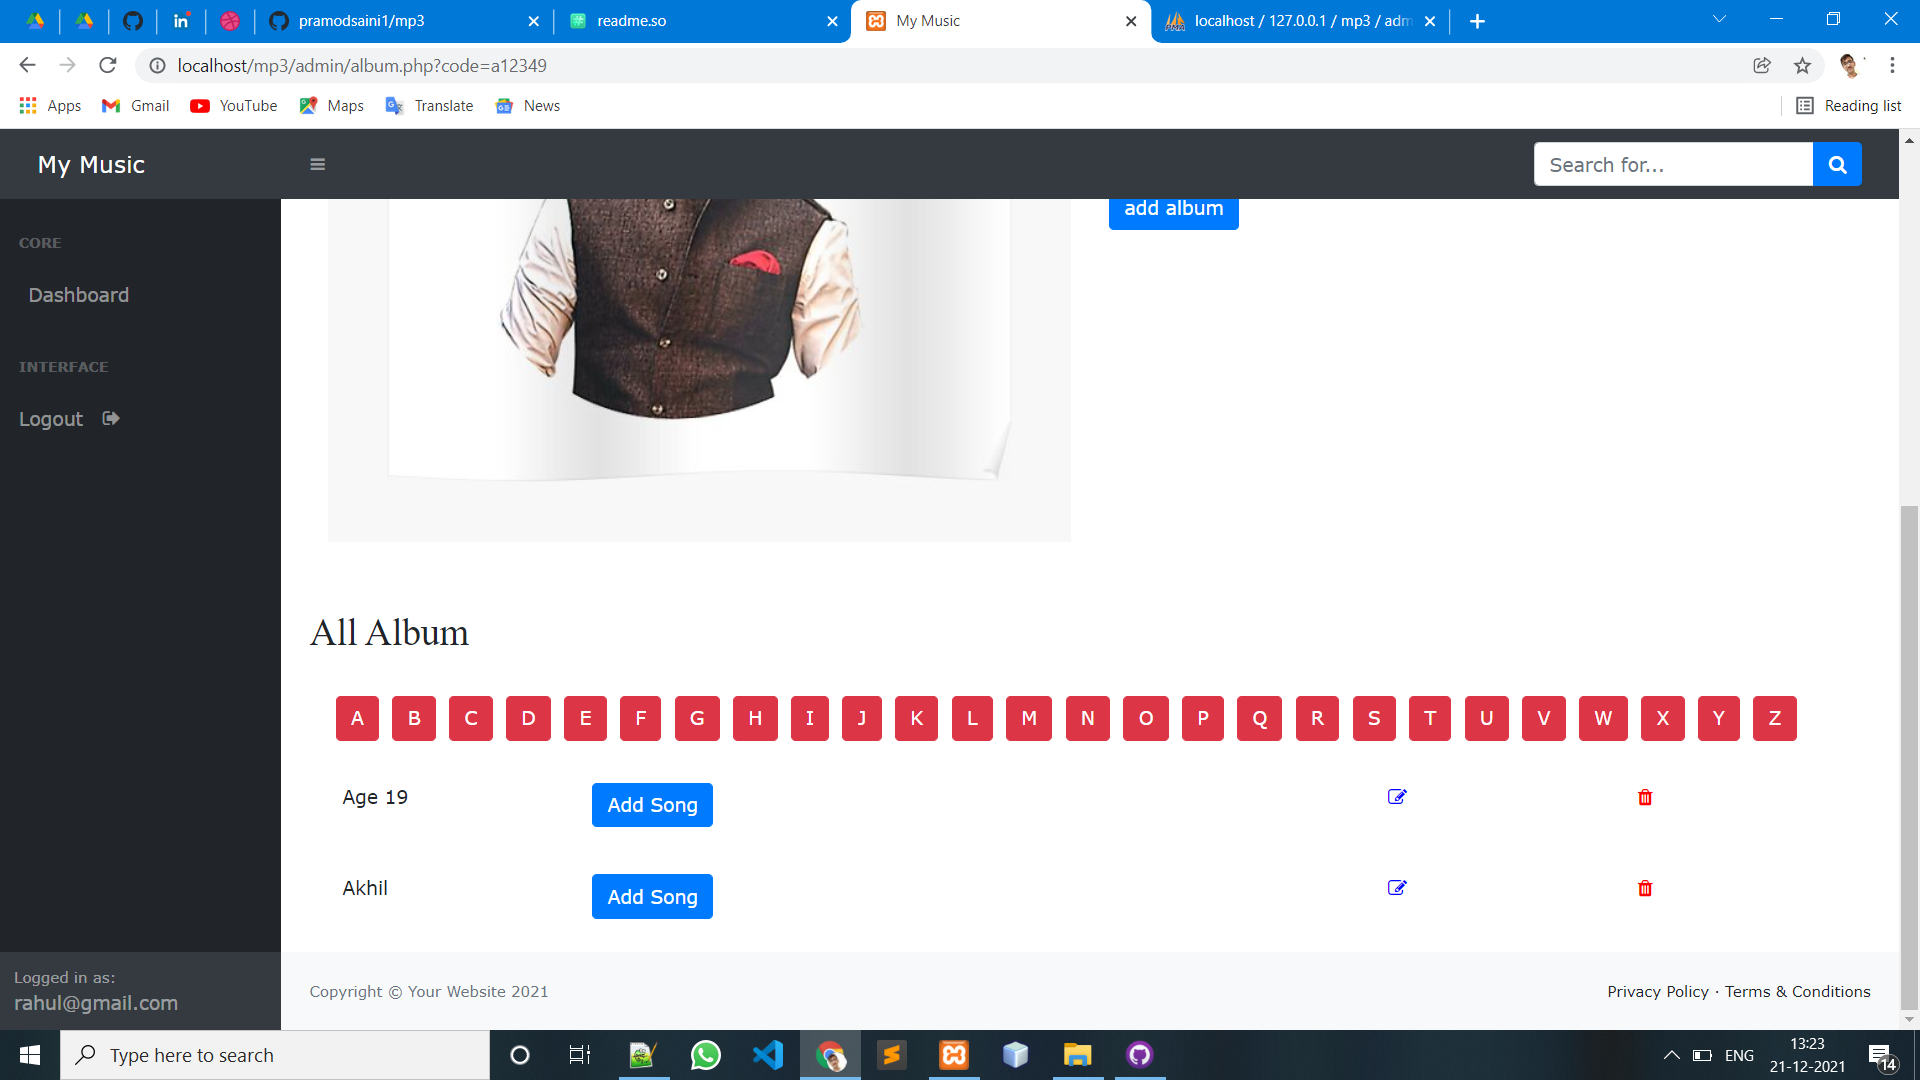 pramodsaini1/mp3
readme.so
My Music
localhost / 127.0.0.1 / mp3 / adm
localhost/mp3/admin/album.php?code=a12349
Apps
Gmail
YouTube
Maps
Translate
News
Reading list
My Music
Search for...
add album
CORE
Dashboard
INTERFACE
Logout
All Album
A B C D E F G H I J K L M N O P Q R S T U V W X Y Z
Age 19
Add Song
Akhil
Add Song
Logged in as:
rahul@gmail.com
Copyright © Your Website 2021
Privacy Policy · Terms & Conditions
Type here to search
ENG
13:23
21-12-2021
14